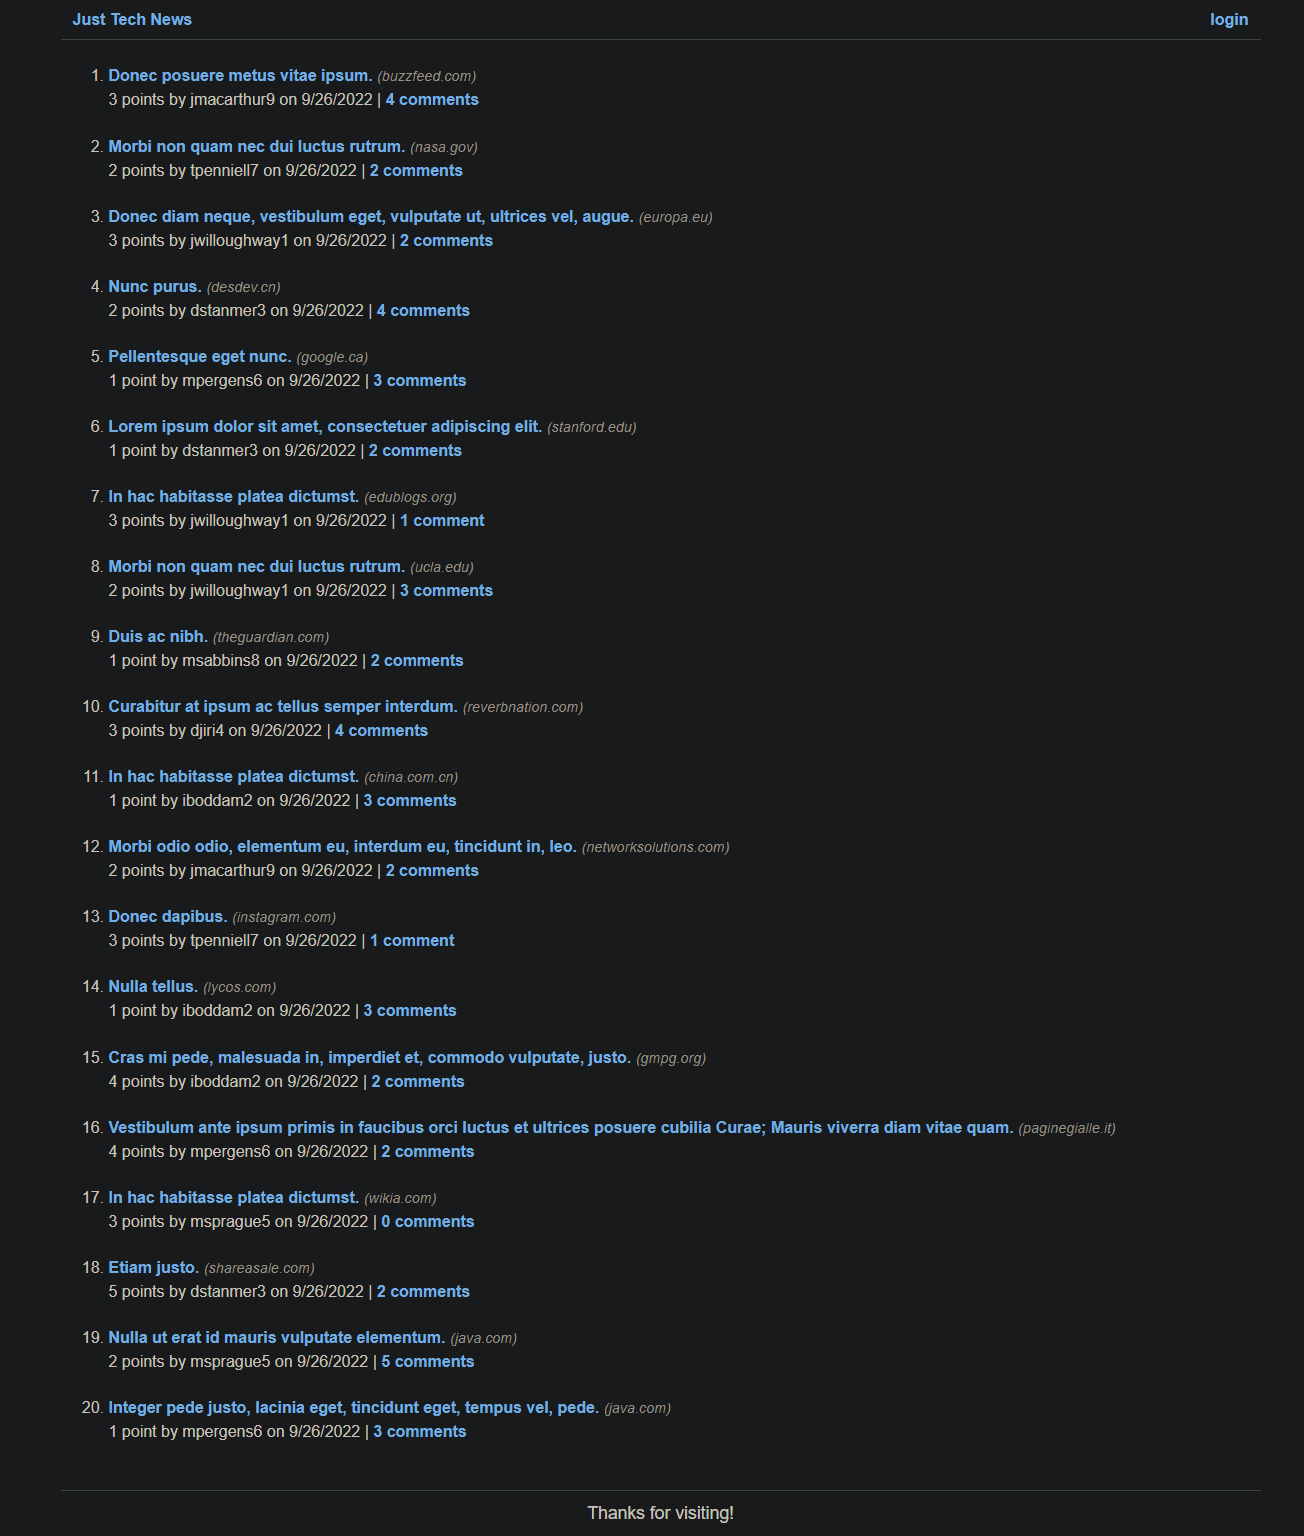 Just Tech News
login
1. Donec posuere metus vitae ipsum. (buzzfeed.com)
3 points by jmacarthur9 on 9/26/2022 | 4 comments
2. Morbi non quam nec dui luctus rutrum. (nasa.gov)
2 points by tpenniell7 on 9/26/2022 | 2 comments
3. Donec diam neque, vestibulum eget, vulputate ut, ultrices vel, augue. (europa.eu)
3 points by jwilloughway1 on 9/26/2022 | 2 comments
4. Nunc purus. (desdev.cn)
2 points by dstanmer3 on 9/26/2022 | 4 comments
5. Pellentesque eget nunc. (google.ca)
1 point by mpergens6 on 9/26/2022 | 3 comments
6. Lorem ipsum dolor sit amet, consectetuer adipiscing elit. (stanford.edu)
1 point by dstanmer3 on 9/26/2022 | 2 comments
7. In hac habitasse platea dictumst. (edublogs.org)
3 points by jwilloughway1 on 9/26/2022 | 1 comment
8. Morbi non quam nec dui luctus rutrum. (ucla.edu)
2 points by jwilloughway1 on 9/26/2022 | 3 comments
9. Duis ac nibh. (theguardian.com)
1 point by msabbins8 on 9/26/2022 | 2 comments
10. Curabitur at ipsum ac tellus semper interdum. (reverbnation.com)
3 points by djiri4 on 9/26/2022 | 4 comments
11. In hac habitasse platea dictumst. (china.com.cn)
1 point by iboddam2 on 9/26/2022 | 3 comments
12. Morbi odio odio, elementum eu, interdum eu, tincidunt in, leo. (networksolutions.com)
2 points by jmacarthur9 on 9/26/2022 | 2 comments
13. Donec dapibus. (instagram.com)
3 points by tpenniell7 on 9/26/2022 | 1 comment
14. Nulla tellus. (lycos.com)
1 point by iboddam2 on 9/26/2022 | 3 comments
15. Cras mi pede, malesuada in, imperdiet et, commodo vulputate, justo. (gmpg.org)
4 points by iboddam2 on 9/26/2022 | 2 comments
16. Vestibulum ante ipsum primis in faucibus orci luctus et ultrices posuere cubilia Curae; Mauris viverra diam vitae quam. (paginegialle.it)
4 points by mpergens6 on 9/26/2022 | 2 comments
17. In hac habitasse platea dictumst. (wikia.com)
3 points by msprague5 on 9/26/2022 | 0 comments
18. Etiam justo. (shareasale.com)
5 points by dstanmer3 on 9/26/2022 | 2 comments
19. Nulla ut erat id mauris vulputate elementum. (java.com)
2 points by msprague5 on 9/26/2022 | 5 comments
20. Integer pede justo, lacinia eget, tincidunt eget, tempus vel, pede. (java.com)
1 point by mpergens6 on 9/26/2022 | 3 comments
Thanks for visiting!